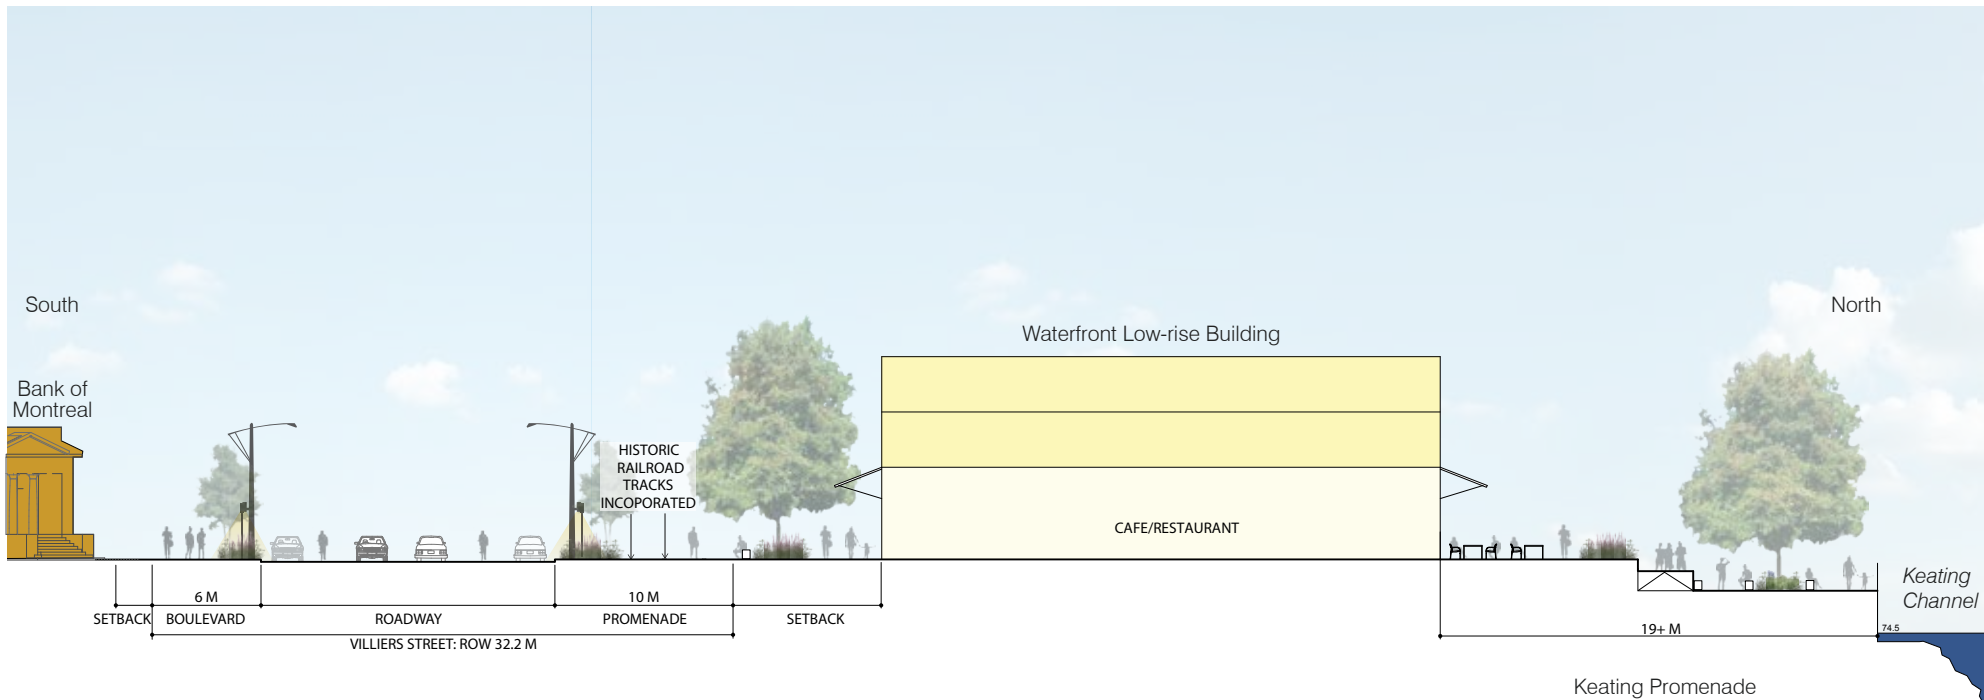 South
North
Waterfront Low-rise Building
Bank of
Montreal
HISTORIC
RAILROAD
TRACKS
INCOPORATED
CAFE/RESTAURANT
Keating
Channel
6 M
10 M
SETBACK
BOULEVARD
ROADWAY
PROMENADE
SETBACK
19+ M
74.5
VILLIERS STREET: ROW 32.2 M
Keating Promenade